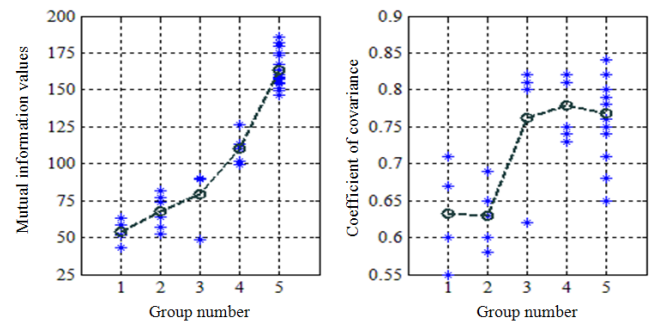 Mutual information values
200
175
150
125
100
75
50
25
1 2 3 4 5
Group number
Coefficient of covariance
0.9
0.85
0.8
0.75
0.7
0.65
0.6
0.55
1 2 3 4 5
Group number